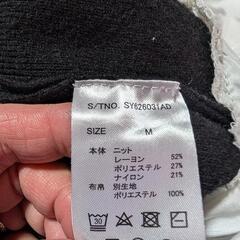 S/TNO. SY626031AD
SIZE M
本体 ニット
レーヨン 52%
ポリエステル 27%
ナイロン 21%
布帛 別生地
ポリエステル 100%